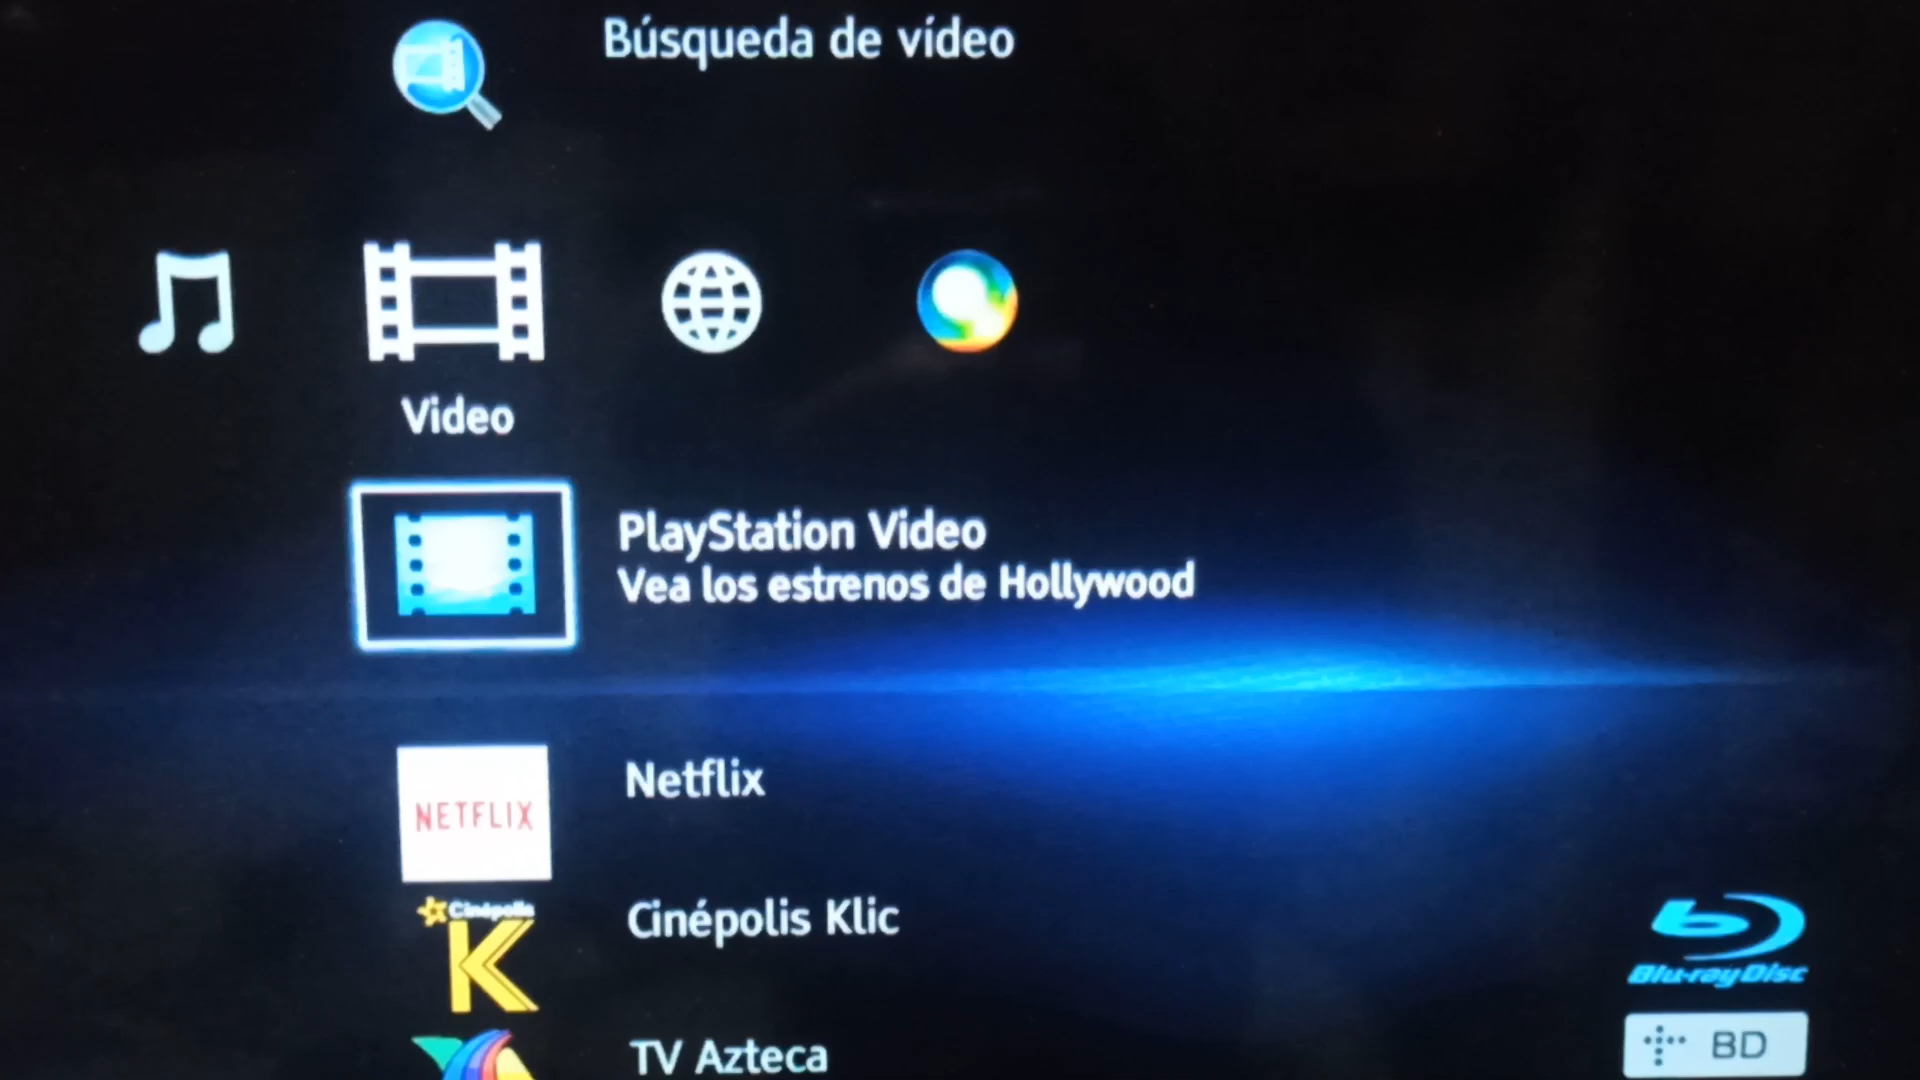 Búsqueda de vídeo
Video
PlayStation Video
Vea los estrenos de Hollywood
NETFLIX
Netflix
Cinépolis
K
Cinépolis Klic
Blu-ray Disc
BD
TV Azteca